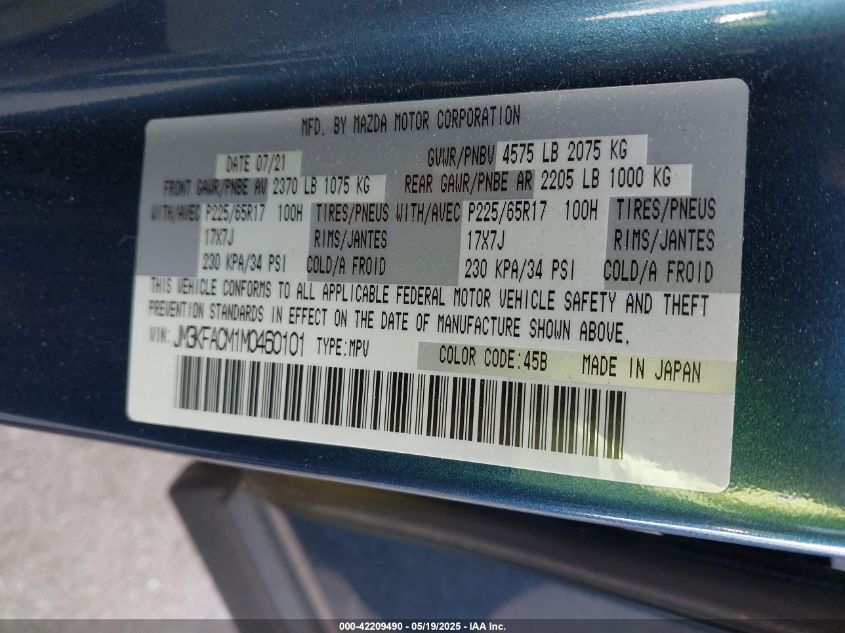 MFD. BY MAZDA MOTOR CORPORATION
DATE 07/21 GVWR/PNBV 4575 LB 2075 KG
FRONT GAWR/PNBE AV 2370 LB 1075 KG REAR GAWR/PNBE AR 2205 LB 1000 KG
WITH/AVEC P225/65R17 100H TIRES/PNEUS WITH/AVEC P225/65R17 100H TIRES/PNEUS
17X7J RIMS/JANTES 17X7J RIMS/JANTES
230 KPA/34 PSI COLD/A FROID 230 KPA/34 PSI COLD/A FROID
THIS VEHICLE CONFORMS TO ALL APPLICABLE FEDERAL MOTOR VEHICLE SAFETY AND THEFT
PREVENTION STANDARDS IN EFFECT ON THE DATE OF MANUFACTURE SHOWN ABOVE.
VIN: JM3KFACM1M0460101 TYPE:MPV
COLOR CODE:45B MADE IN JAPAN
000-42209490 - 05/19/2025 - IAA Inc.